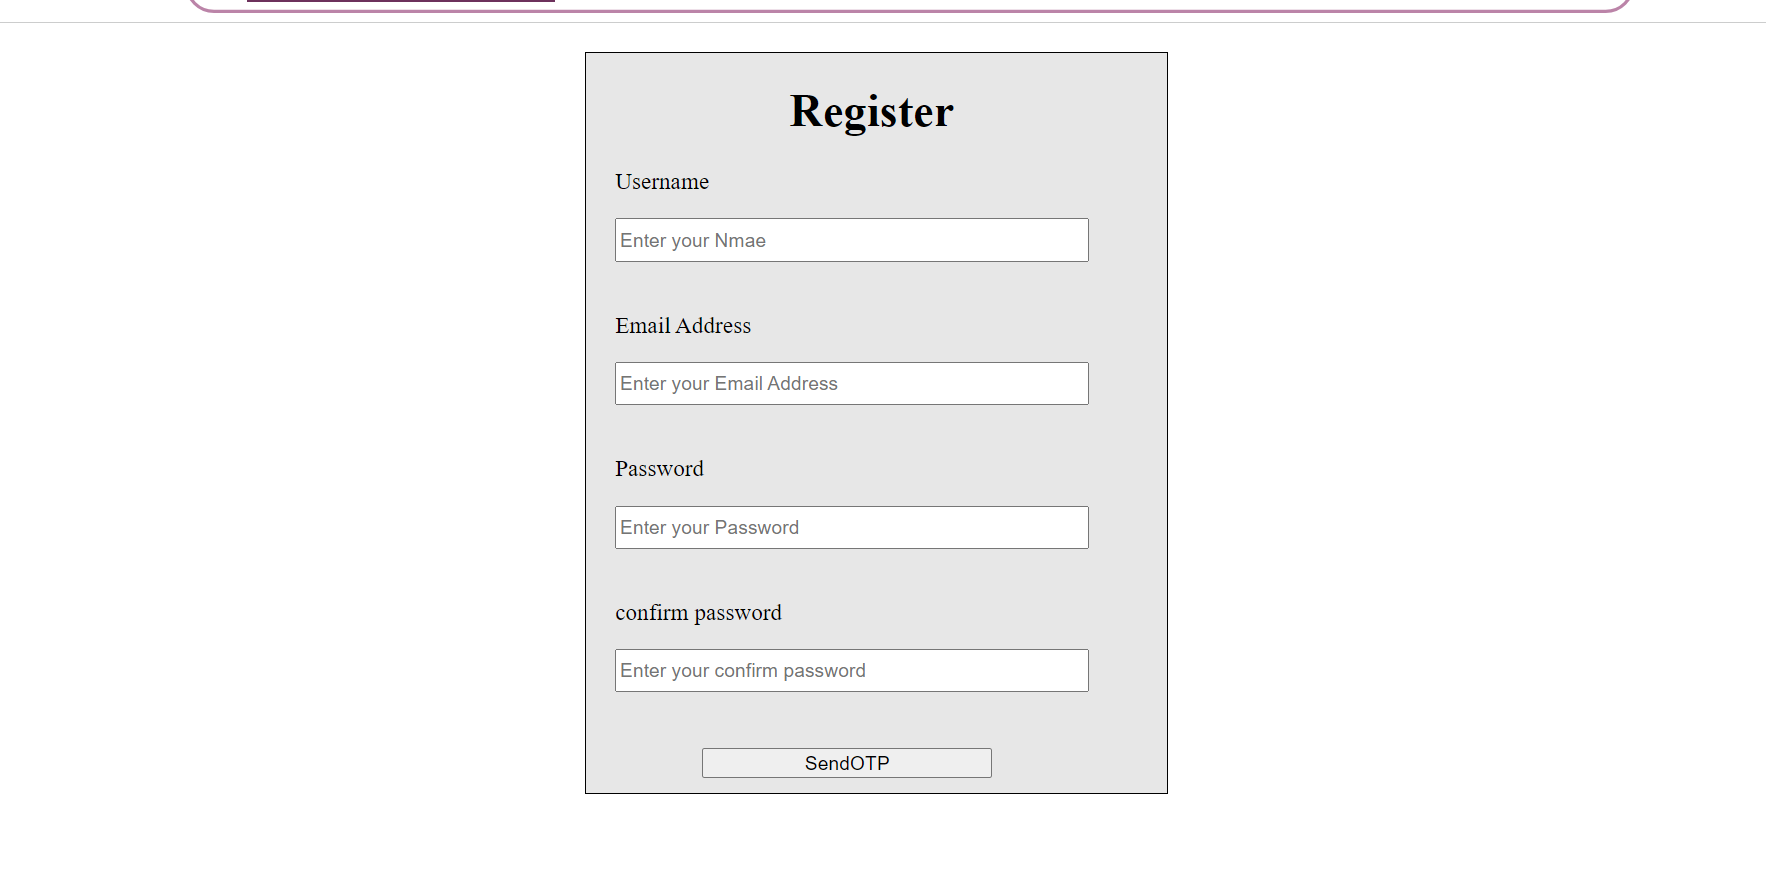 Register
Username
Enter your Nmae
Email Address
Enter your Email Address
Password
Enter your Password
confirm password
Enter your confirm password
SendOTP